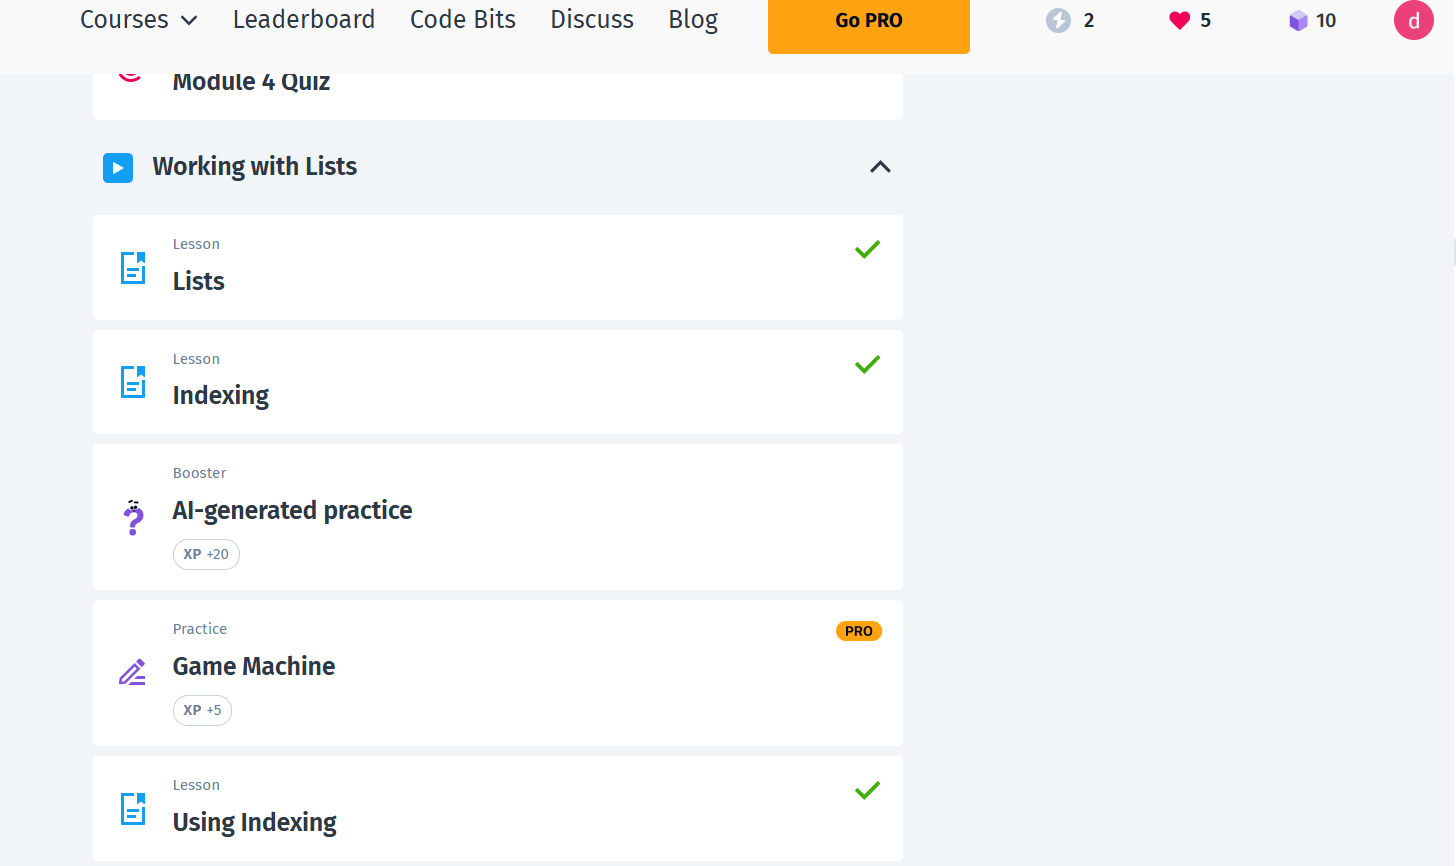 Courses Leaderboard Code Bits Discuss Blog Go PRO 2 5 10 d
Module 4 Quiz
Working with Lists
Lesson
Lists
Lesson
Indexing
Booster
AI-generated practice
XP +20
Practice
PRO
Game Machine
XP +5
Lesson
Using Indexing